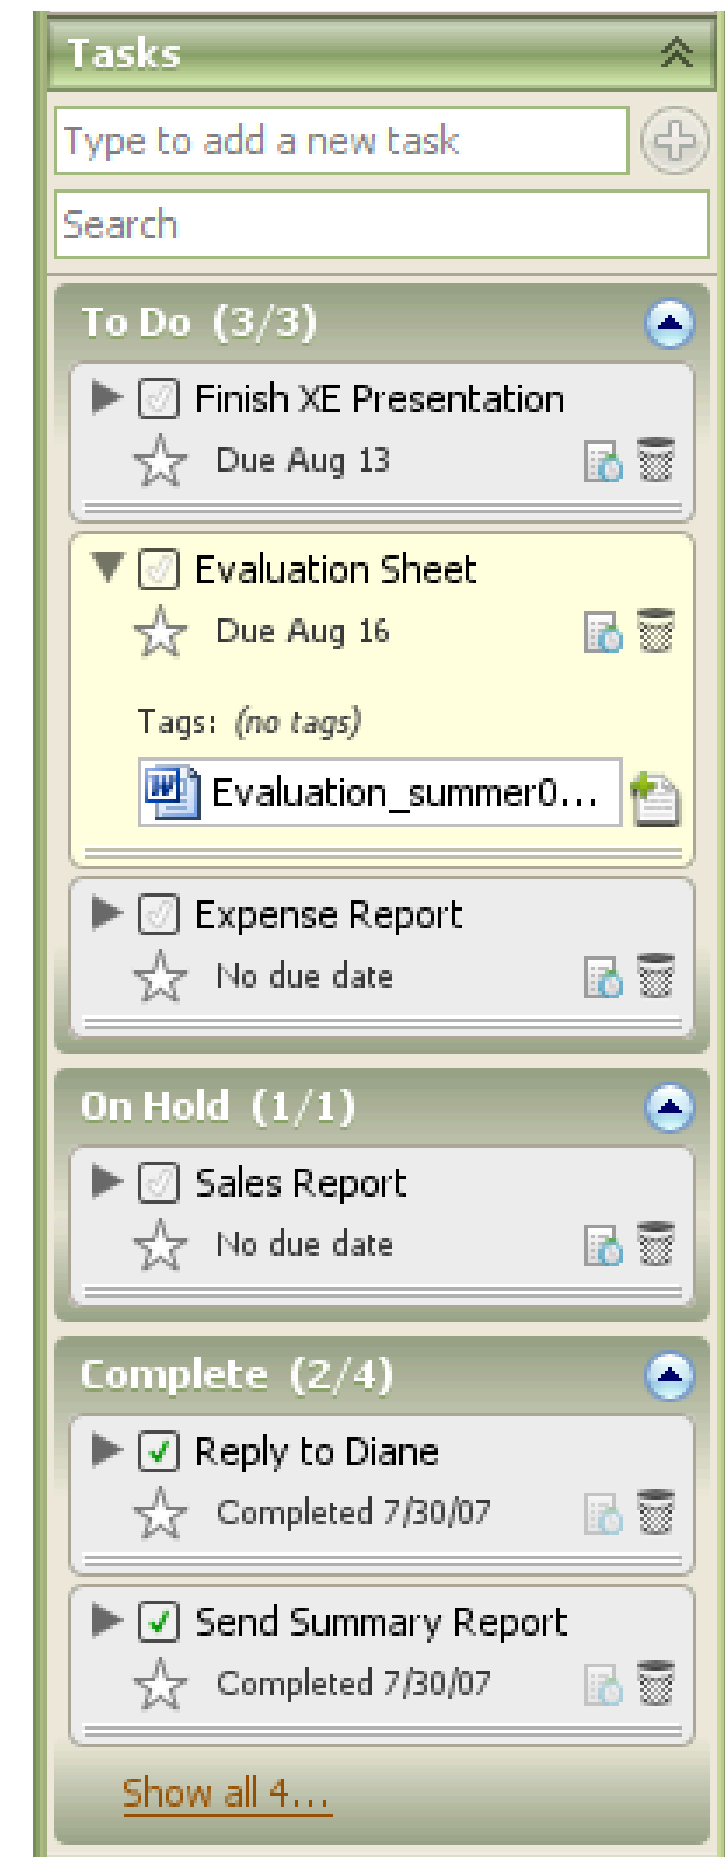 Tasks
Type to add a new task
Search
To Do (3/3)
Finish XE Presentation
Due Aug 13
Evaluation Sheet
Due Aug 16
Tags: (no tags)
Evaluation_summer0...
Expense Report
No due date
On Hold (1/1)
Sales Report
No due date
Complete (2/4)
Reply to Diane
Completed 7/30/07
Send Summary Report
Completed 7/30/07
Show all 4...